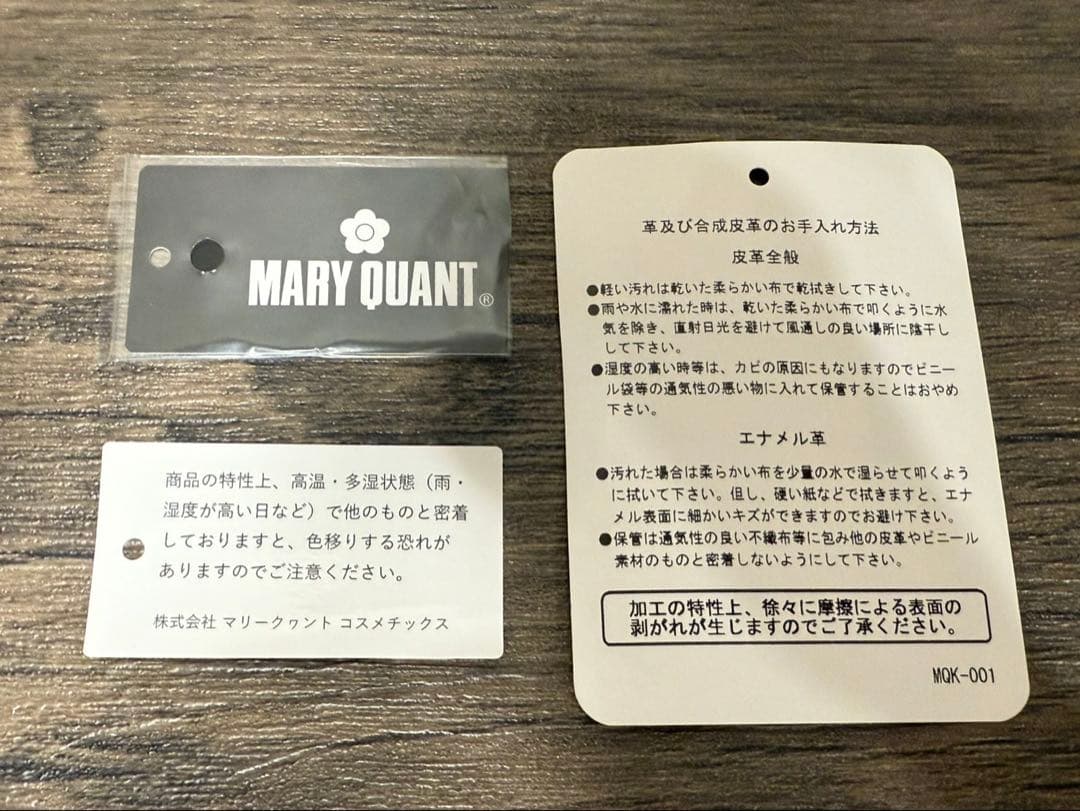 MARY QUANT®
商品の特性上、高温・多湿状態（雨・
湿度が高い日など）で他のものと密着
しておりますと、色移りする恐れが
ありますのでご注意ください。
株式会社 マリークヮント コスメチックス
革及び合成皮革のお手入れ方法
皮革全般
●軽い汚れは乾いた柔らかい布で乾拭きして下さい。
●雨や水に濡れた時は、乾いた柔らかい布で叩くように水
気を除き、直射日光を避けて風通しの良い場所に陰干し
して下さい。
●湿度の高い時等は、カビの原因にもなりますのでビニー
ル袋等の通気性の悪い物に入れて保管することはおやめ
下さい。
エナメル革
●汚れた場合は柔らかい布を少量の水で湿らせて叩くよう
に拭いて下さい。但し、硬い紙などで拭きますと、エナ
メル表面に細かいキズができますのでお避け下さい。
●保管は通気性の良い不織布等に包み他の皮革やビニール
素材のものと密着しないようにして下さい。
加工の特性上、徐々に摩擦による表面の
剥がれが生じますのでご了承ください。
MQK-001